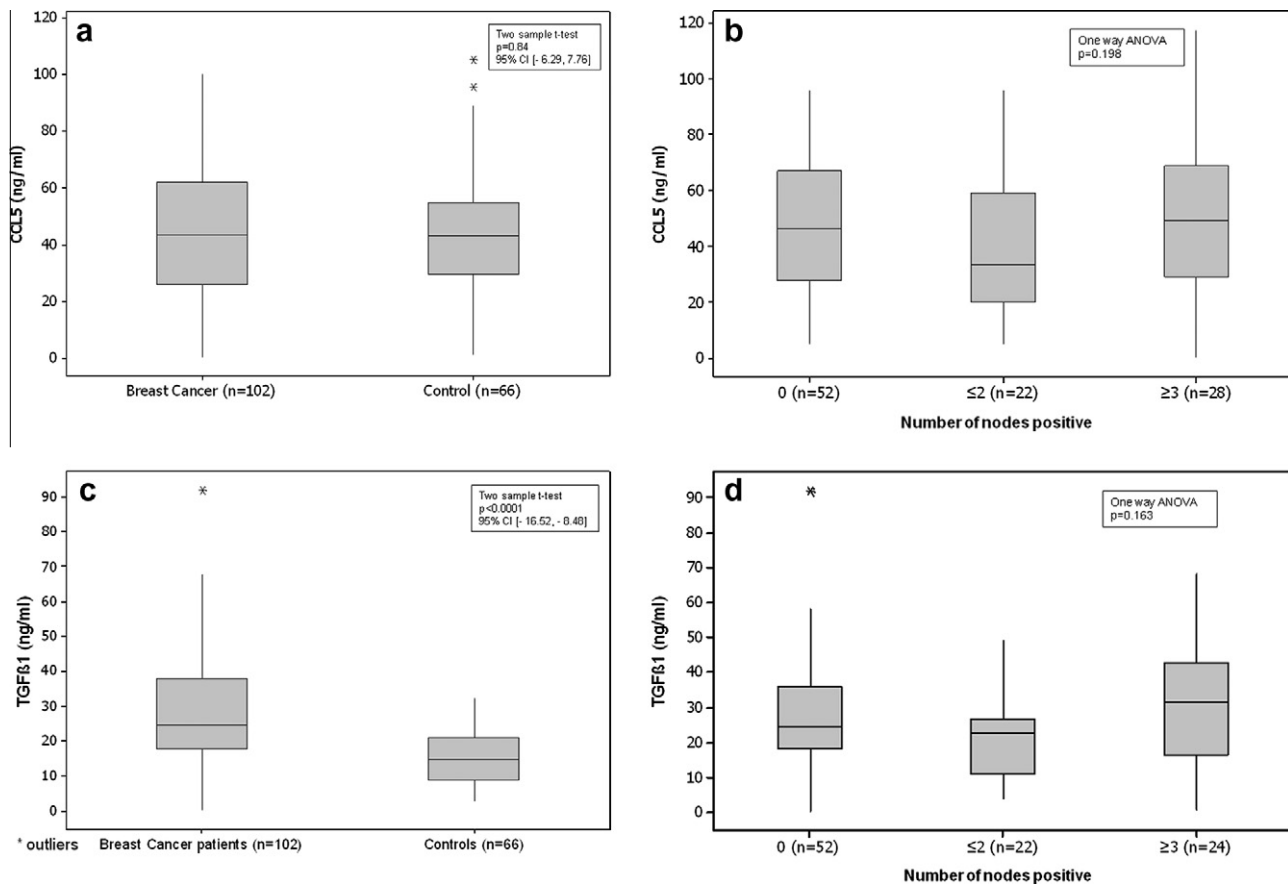 a
Two sample t-test
p=0.84
95% CI [- 6.29, 7.76]
120
100
80
60
40
20
0
CCL5 (ng/ml)
*
*
Breast Cancer (n=102)
Control (n=66)
b
One way ANOVA
p=0.198
120
100
80
60
40
20
0
CCL5 (ng/ml)
0 (n=52)
≤2 (n=22)
≥3 (n=28)
Number of nodes positive
c
Two sample t-test
p<0.0001
95% CI [- 16.52, - 8.48]
90
80
70
60
50
40
30
20
10
0
TGFß1 (ng/ml)
*
* outliers
Breast Cancer patients (n=102)
Controls (n=66)
d
One way ANOVA
p=0.163
90
80
70
60
50
40
30
20
10
0
TGFß1 (ng/ml)
*
0 (n=52)
≤2 (n=22)
≥3 (n=24)
Number of nodes positive